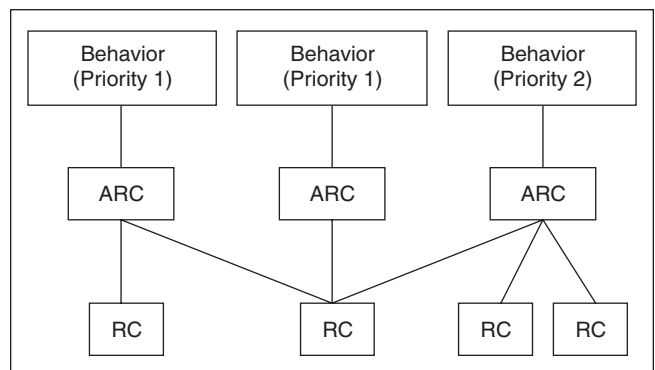 Behavior
(Priority 1)
Behavior
(Priority 1)
Behavior
(Priority 2)
ARC
ARC
ARC
RC
RC
RC
RC